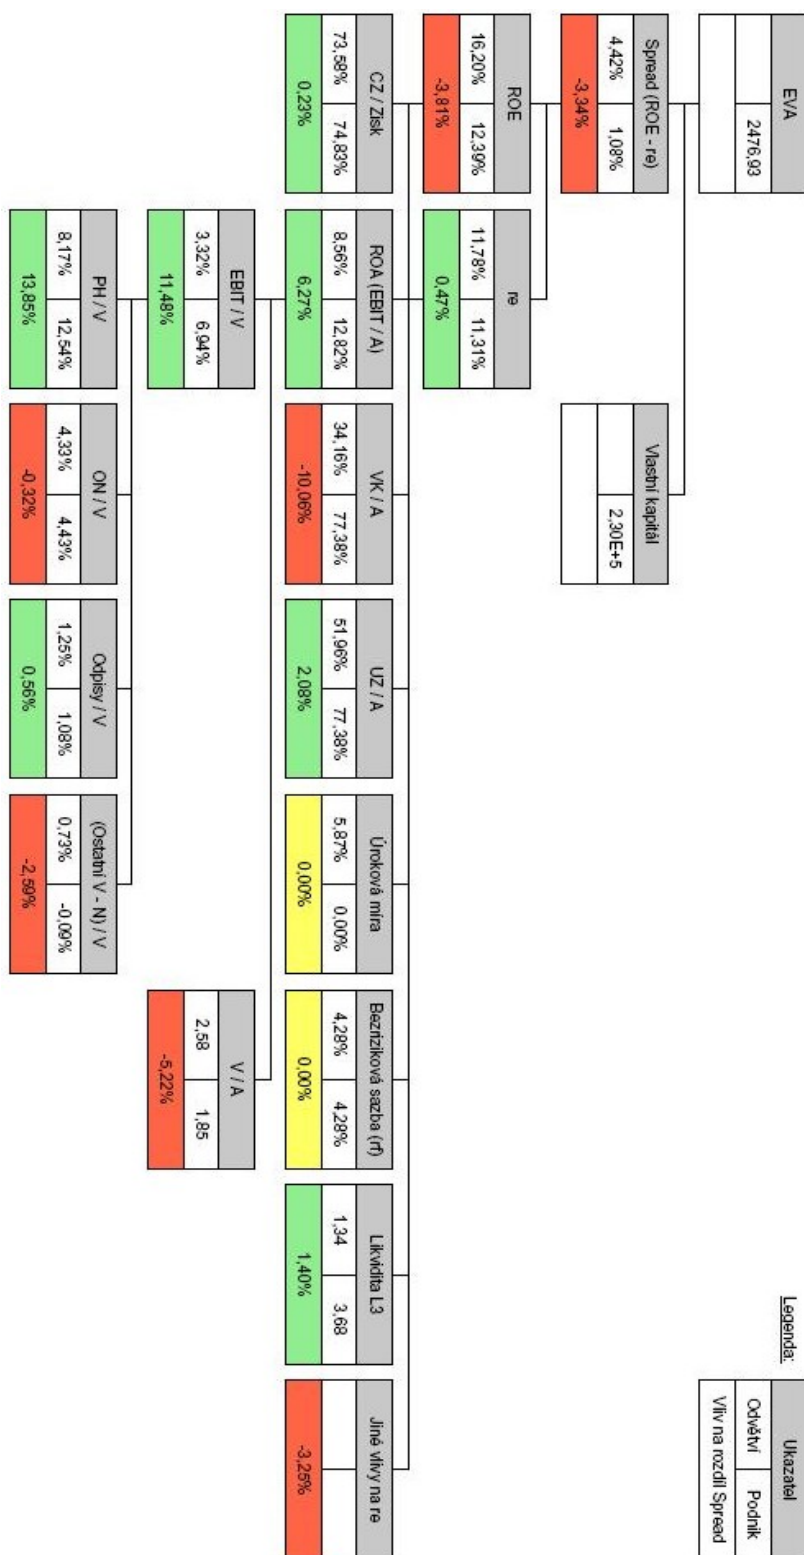 Legenda:
Ukazatel
Odvětví Podnik
Vliv na rozdíl Spread
EVA
2476,93
Spread (ROE - re)
4,42% 1,08%
-3,34%
Vlastní kapitál
2,30E+5
ROE
16,20% 12,39%
-3,81%
re
11,78% 11,31%
0,47%
CZ / Zisk
73,58% 74,83%
0,23%
ROA (EBIT / A)
8,56% 12,82%
6,27%
VK / A
34,16% 77,38%
-10,06%
UZ / A
51,96% 77,38%
2,08%
Úroková míra
5,87% 0,00%
0,00%
Bezriziková sazba (rf)
4,28% 4,28%
0,00%
Likvidita L3
1,34 3,68
1,40%
Jiné vlivy na re
-3,25%
EBIT / V
3,32% 6,94%
11,48%
V / A
2,58 1,85
-5,22%
PH / V
8,17% 12,54%
13,85%
ON / V
4,33% 4,43%
-0,32%
Odpisy / V
1,25% 1,08%
0,56%
(Ostatní V - N) / V
0,73% -0,09%
-2,59%